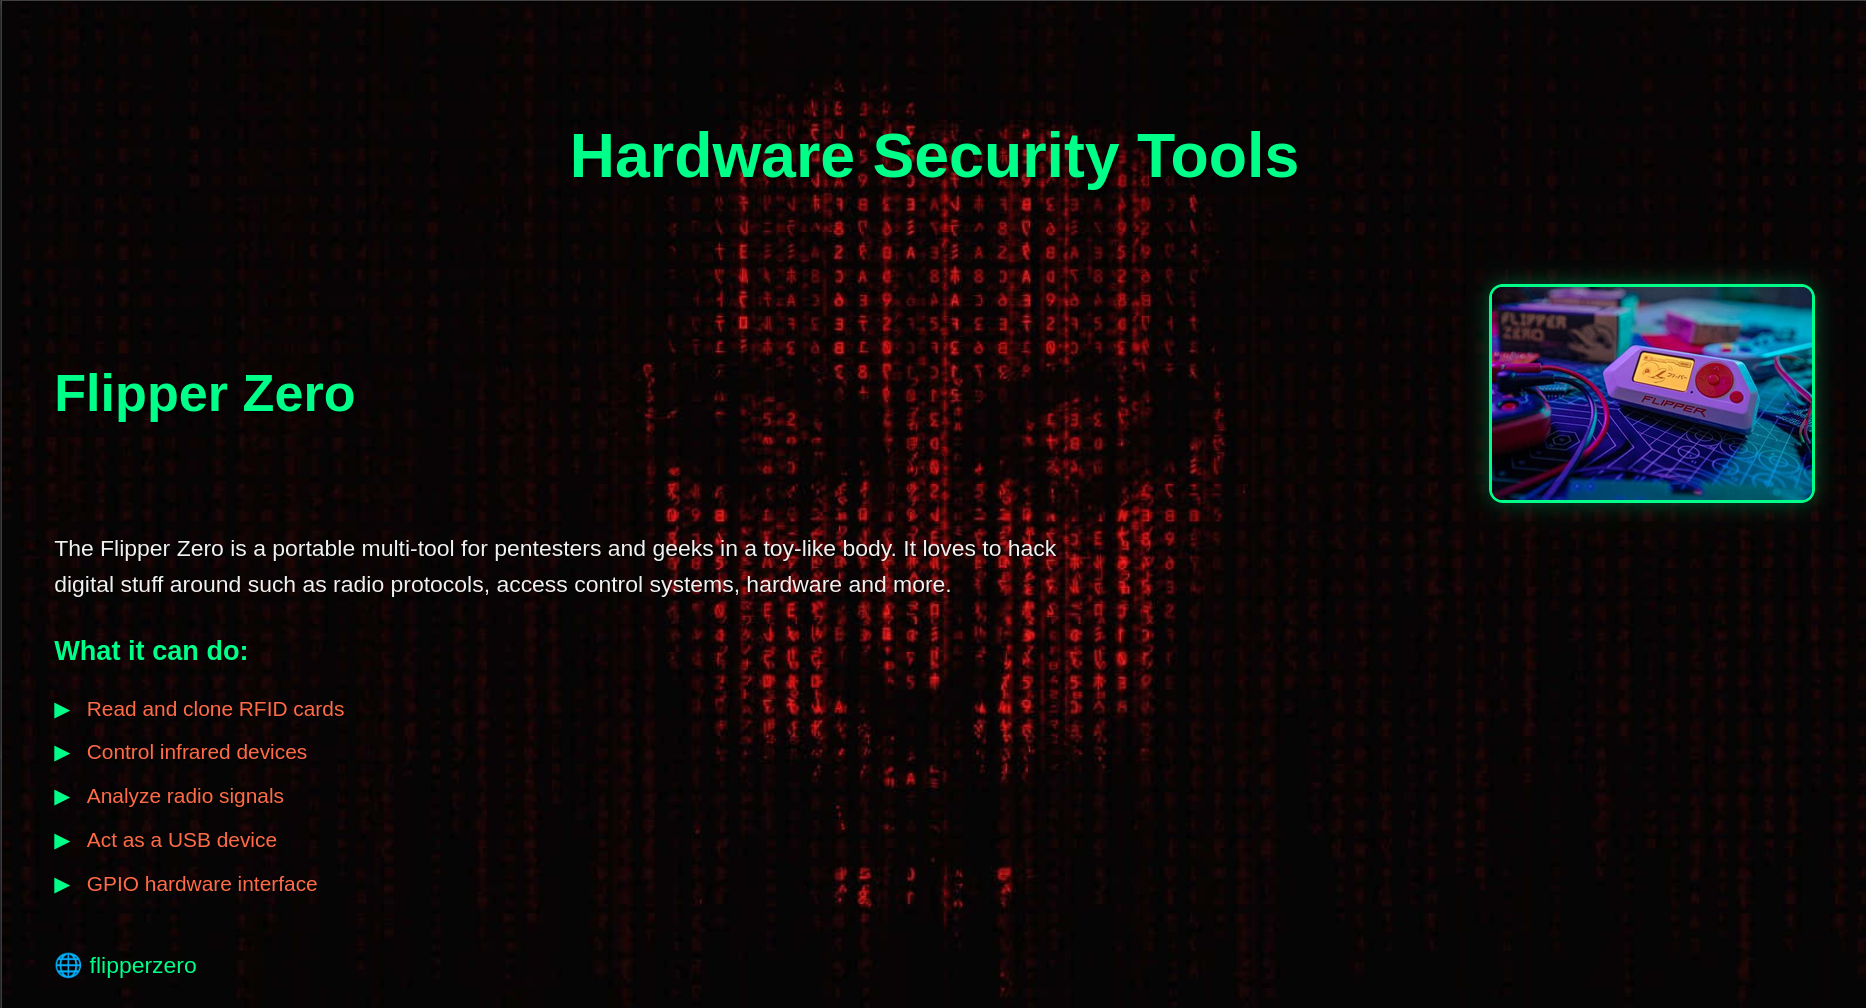 Hardware Security Tools
FLIPPER
ZERO
FLIPPER
Flipper Zero
The Flipper Zero is a portable multi-tool for pentesters and geeks in a toy-like body. It loves to hack
digital stuff around such as radio protocols, access control systems, hardware and more.
What it can do:
▶ Read and clone RFID cards
▶ Control infrared devices
▶ Analyze radio signals
▶ Act as a USB device
▶ GPIO hardware interface
🌐 flipperzero